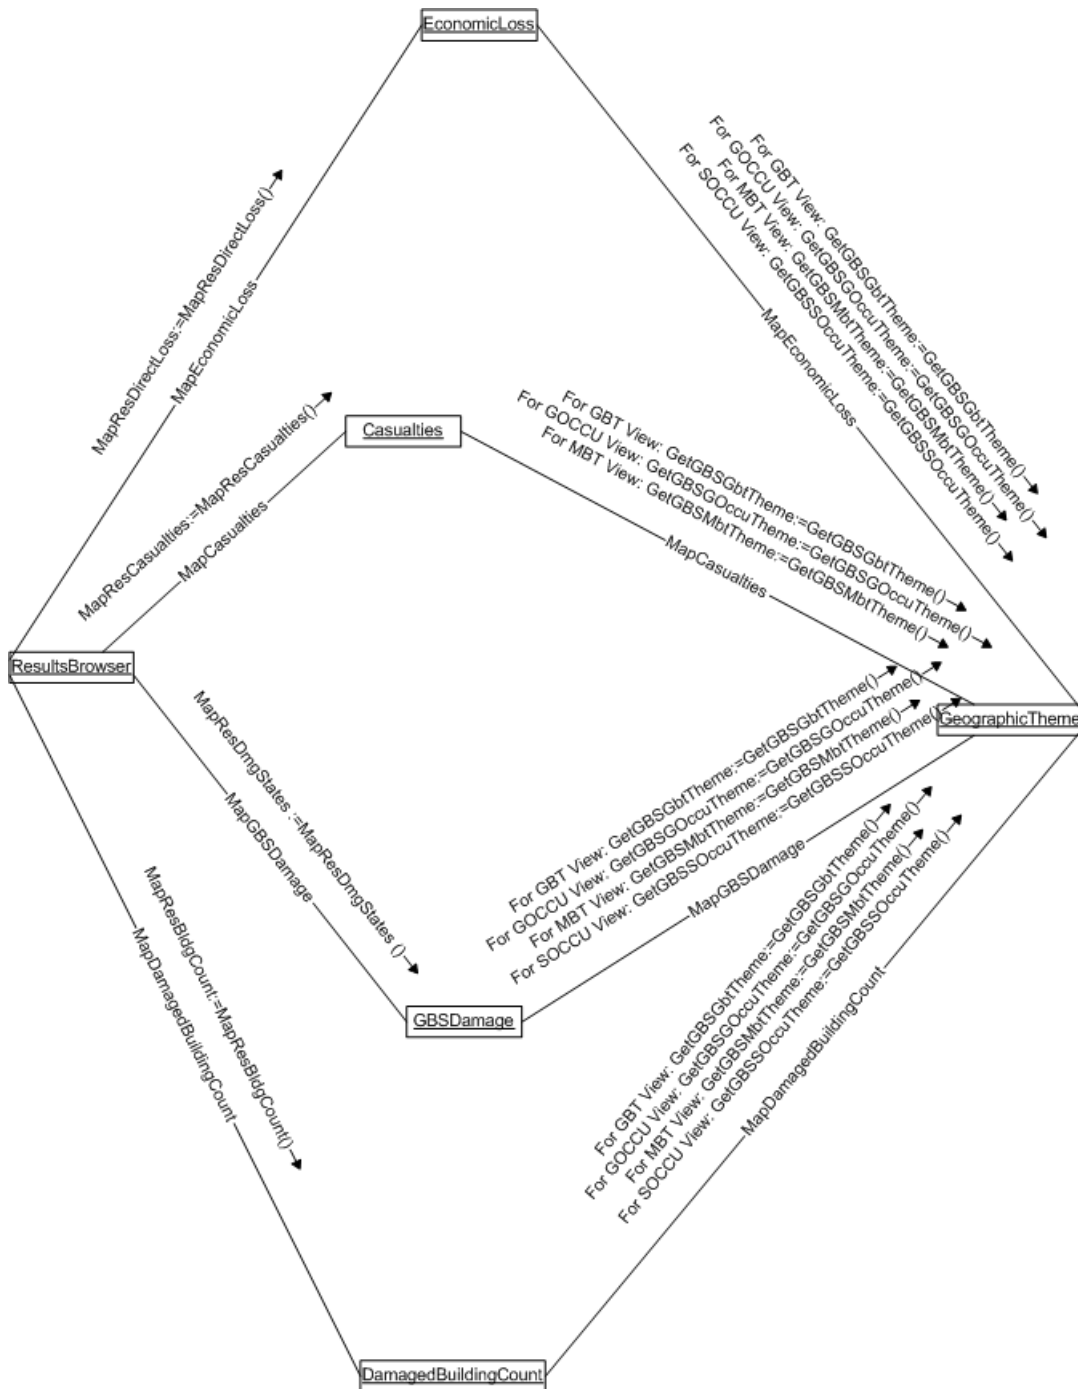 EconomicLoss
MapResDirectLoss:=MapResDirectLoss()
MapEconomicLoss
For GBT View: GetGBSGbtTheme:=GetGBSGbtTheme()
For GOCCU View: GetGBSGOccuTheme:=GetGBSGOccuTheme()
For MBT View: GetGBSMbtTheme:=GetGBSMbtTheme()
For SOCCU View: GetGBSSOccuTheme:=GetGBSSOccuTheme()
MapEconomicLoss
Casualties
MapResCasualties:=MapResCasualties()
MapCasualties
For GBT View: GetGBSGbtTheme:=GetGBSGbtTheme()
For GOCCU View: GetGBSGOccuTheme:=GetGBSGOccuTheme()
For MBT View: GetGBSMbtTheme:=GetGBSMbtTheme()
MapCasualties
ResultsBrowser
GeographicTheme
MapResDmgStates :=MapResDmgStates ()
MapGBSDamage
For GBT View: GetGBSGbtTheme:=GetGBSGbtTheme()
For GOCCU View: GetGBSGOccuTheme:=GetGBSGOccuTheme()
For MBT View: GetGBSMbtTheme:=GetGBSMbtTheme()
For SOCCU View: GetGBSSOccuTheme:=GetGBSSOccuTheme()
MapGBSDamage
GBSDamage
MapResBldgCount:=MapResBldgCount()
MapDamagedBuildingCount
For GBT View: GetGBSGbtTheme:=GetGBSGbtTheme()
For GOCCU View: GetGBSGOccuTheme:=GetGBSGOccuTheme()
For MBT View: GetGBSMbtTheme:=GetGBSMbtTheme()
For SOCCU View: GetGBSSOccuTheme:=GetGBSSOccuTheme()
MapDamagedBuildingCount
DamagedBuildingCount